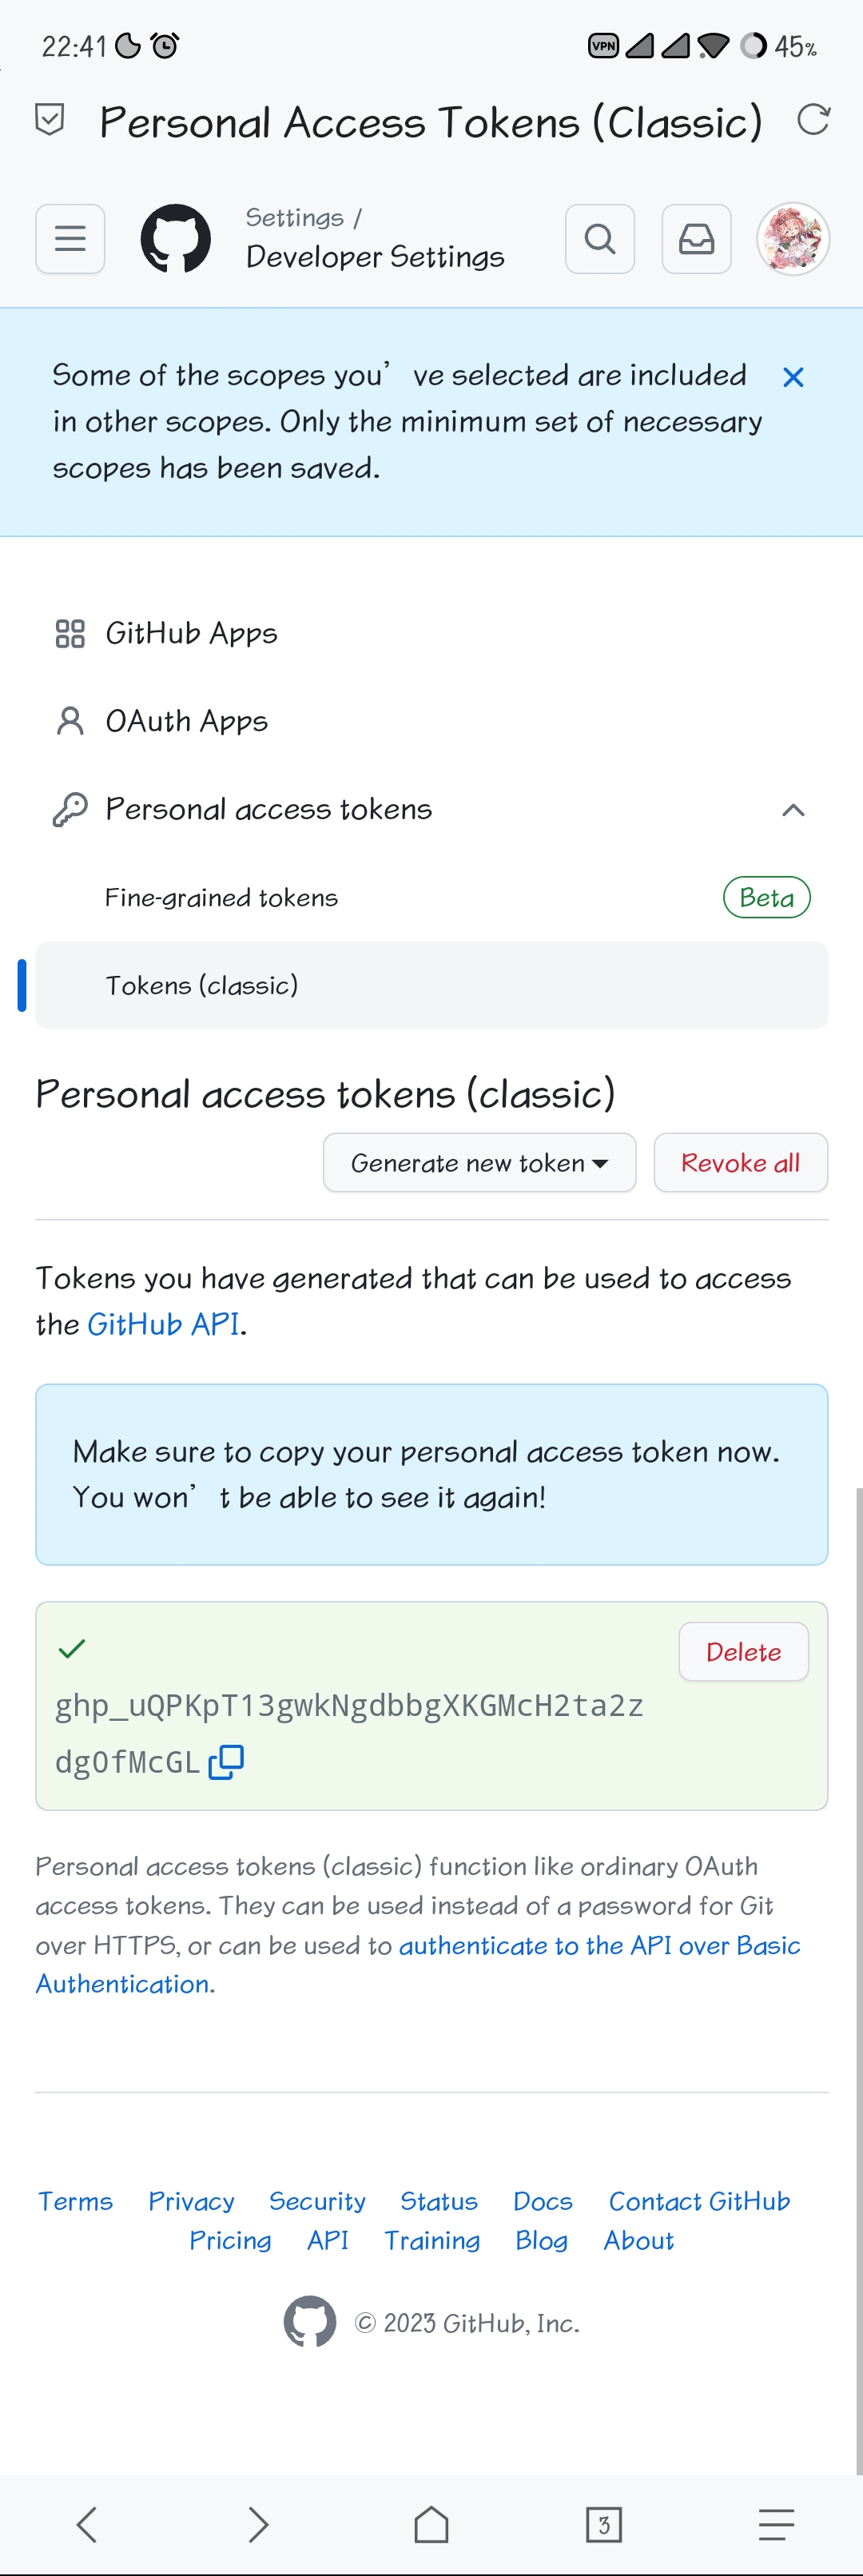 22:41
VPN
45%
Personal Access Tokens (Classic)
Settings /
Developer Settings
Some of the scopes you’ve selected are included
in other scopes. Only the minimum set of necessary
scopes has been saved.
GitHub Apps
OAuth Apps
Personal access tokens
Fine-grained tokens
Beta
Tokens (classic)
Personal access tokens (classic)
Generate new token
Revoke all
Tokens you have generated that can be used to access
the GitHub API.
Make sure to copy your personal access token now.
You won’t be able to see it again!
Delete
ghp_uQPKpT13gwkNgdbbgXKGMcH2ta2z
dg0fMcGL
Personal access tokens (classic) function like ordinary OAuth
access tokens. They can be used instead of a password for Git
over HTTPS, or can be used to authenticate to the API over Basic
Authentication.
Terms Privacy Security Status Docs Contact GitHub
Pricing API Training Blog About
© 2023 GitHub, Inc.
3